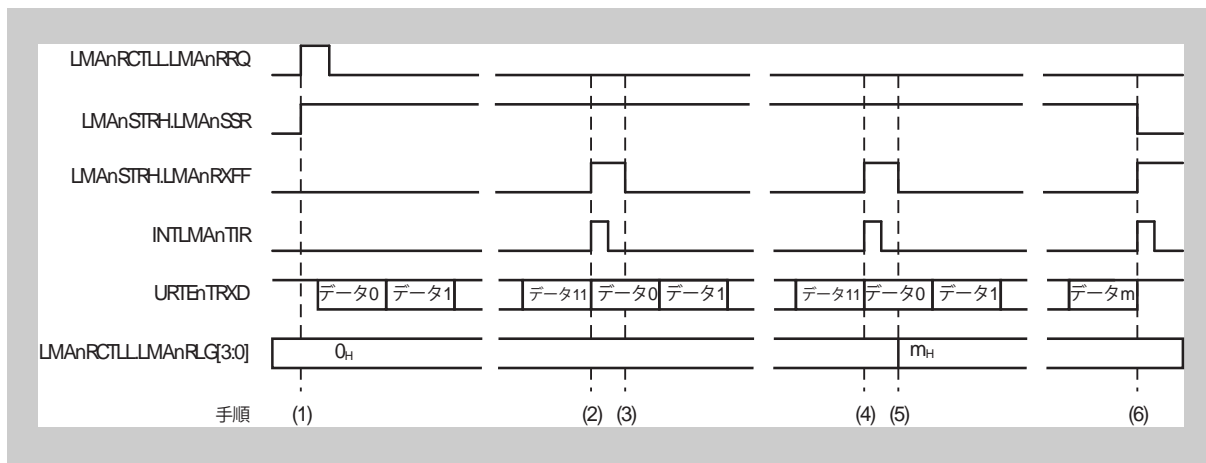 LMAnRCTLL.LMAnRRQ
LMAnSTRH.LMAnSSR
LMAnSTRH.LMAnRXFF
INTLMAnTIR
URTEnTRXD データ0 データ1 データ11 データ0 データ1 データ11 データ0 データ1 データm
LMAnRCTLL.LMAnRLG[3:0] 0H mH
手順 (1) (2) (3) (4) (5) (6)